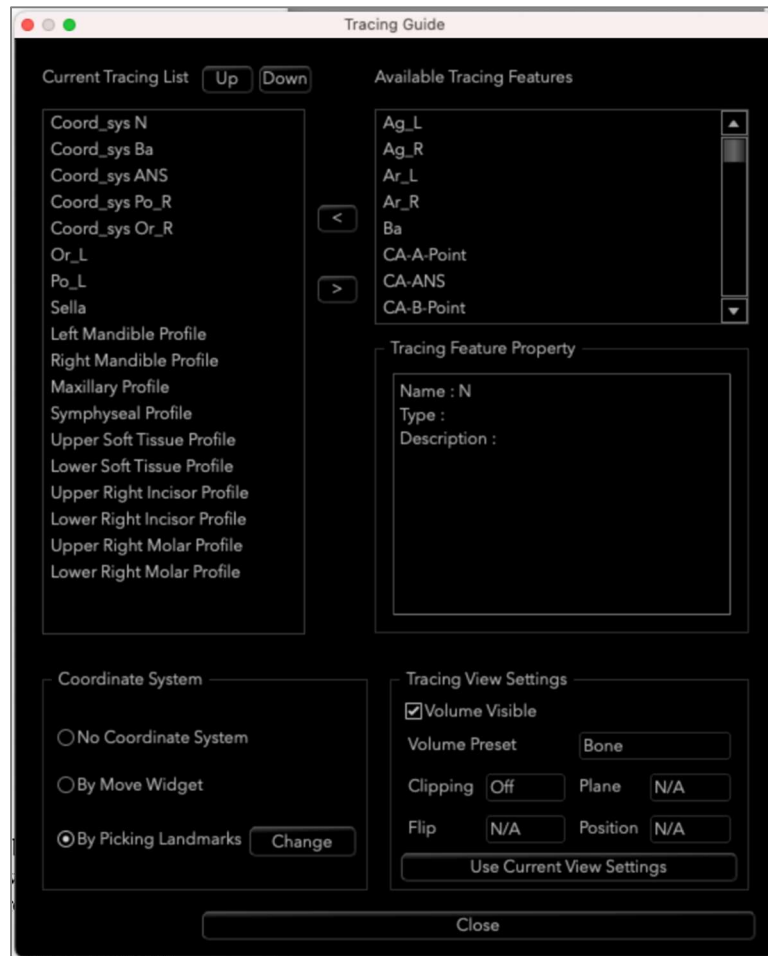 Tracing Guide
Current Tracing List Up Down
Coord_sys N
Coord_sys Ba
Coord_sys ANS
Coord_sys Po_R
Coord_sys Or_R
Or_L
Po_L
Sella
Left Mandible Profile
Right Mandible Profile
Maxillary Profile
Symphyseal Profile
Upper Soft Tissue Profile
Lower Soft Tissue Profile
Upper Right Incisor Profile
Lower Right Incisor Profile
Upper Right Molar Profile
Lower Right Molar Profile
<
>
Available Tracing Features
Ag_L
Ag_R
Ar_L
Ar_R
Ba
CA-A-Point
CA-ANS
CA-B-Point
Tracing Feature Property
Name : N
Type :
Description :
Coordinate System
No Coordinate System
By Move Widget
By Picking Landmarks Change
Tracing View Settings
Volume Visible
Volume Preset Bone
Clipping Off Plane N/A
Flip N/A Position N/A
Use Current View Settings
Close